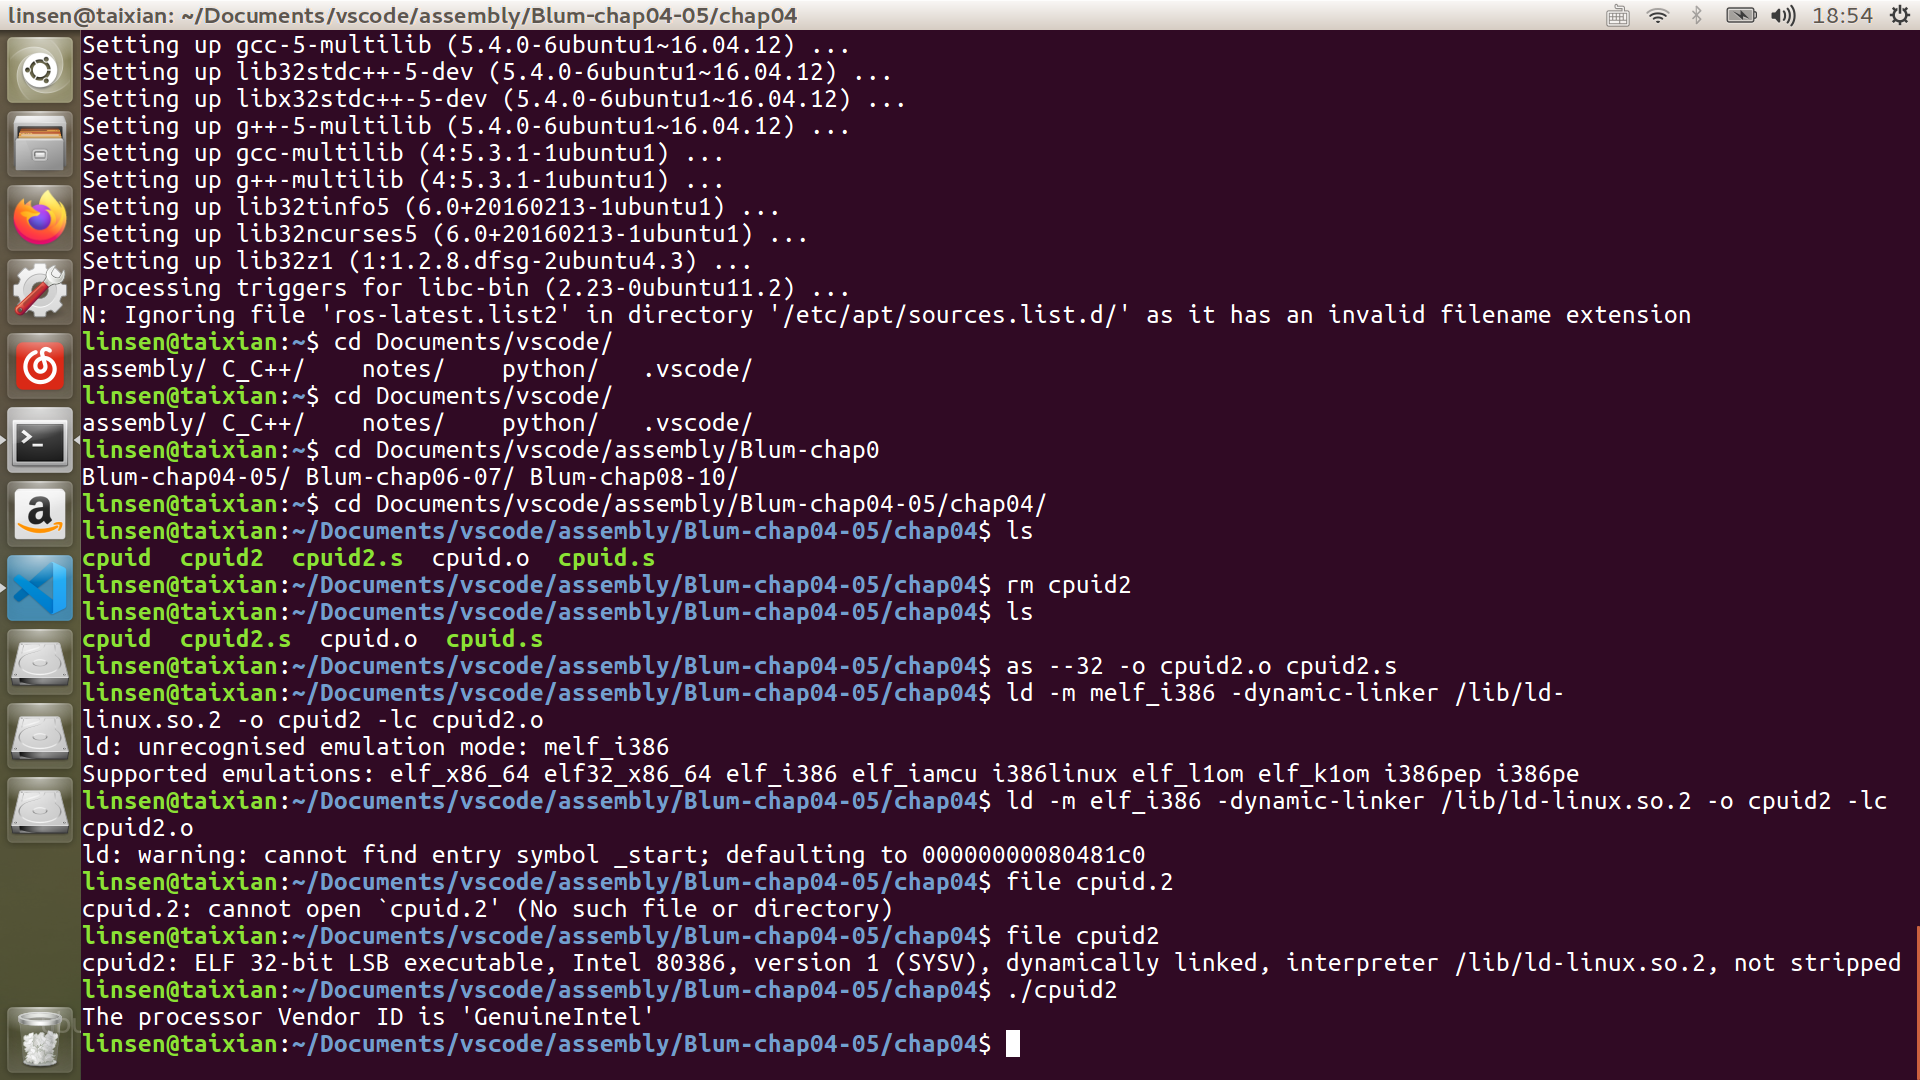 linsen@taixian: ~/Documents/vscode/assembly/Blum-chap04-05/chap04
18:54
Setting up gcc-5-multilib (5.4.0-6ubuntu1~16.04.12) ...
Setting up lib32stdc++-5-dev (5.4.0-6ubuntu1~16.04.12) ...
Setting up libx32stdc++-5-dev (5.4.0-6ubuntu1~16.04.12) ...
Setting up g++-5-multilib (5.4.0-6ubuntu1~16.04.12) ...
Setting up gcc-multilib (4:5.3.1-1ubuntu1) ...
Setting up g++-multilib (4:5.3.1-1ubuntu1) ...
Setting up lib32tinfo5 (6.0+20160213-1ubuntu1) ...
Setting up lib32ncurses5 (6.0+20160213-1ubuntu1) ...
Setting up lib32z1 (1:1.2.8.dfsg-2ubuntu4.3) ...
Processing triggers for libc-bin (2.23-0ubuntu11.2) ...
N: Ignoring file 'ros-latest.list2' in directory '/etc/apt/sources.list.d/' as it has an invalid filename extension
linsen@taixian:~$ cd Documents/vscode/
assembly/ C_C++/    notes/    python/   .vscode/
linsen@taixian:~$ cd Documents/vscode/
assembly/ C_C++/    notes/    python/   .vscode/
linsen@taixian:~$ cd Documents/vscode/assembly/Blum-chap0
Blum-chap04-05/ Blum-chap06-07/ Blum-chap08-10/
linsen@taixian:~$ cd Documents/vscode/assembly/Blum-chap04-05/chap04/
linsen@taixian:~/Documents/vscode/assembly/Blum-chap04-05/chap04$ ls
cpuid  cpuid2  cpuid2.s  cpuid.o  cpuid.s
linsen@taixian:~/Documents/vscode/assembly/Blum-chap04-05/chap04$ rm cpuid2
linsen@taixian:~/Documents/vscode/assembly/Blum-chap04-05/chap04$ ls
cpuid  cpuid2.s  cpuid.o  cpuid.s
linsen@taixian:~/Documents/vscode/assembly/Blum-chap04-05/chap04$ as --32 -o cpuid2.o cpuid2.s
linsen@taixian:~/Documents/vscode/assembly/Blum-chap04-05/chap04$ ld -m melf_i386 -dynamic-linker /lib/ld-
linux.so.2 -o cpuid2 -lc cpuid2.o
ld: unrecognised emulation mode: melf_i386
Supported emulations: elf_x86_64 elf32_x86_64 elf_i386 elf_iamcu i386linux elf_l1om elf_k1om i386pep i386pe
linsen@taixian:~/Documents/vscode/assembly/Blum-chap04-05/chap04$ ld -m elf_i386 -dynamic-linker /lib/ld-linux.so.2 -o cpuid2 -lc
cpuid2.o
ld: warning: cannot find entry symbol _start; defaulting to 00000000080481c0
linsen@taixian:~/Documents/vscode/assembly/Blum-chap04-05/chap04$ file cpuid.2
cpuid.2: cannot open `cpuid.2' (No such file or directory)
linsen@taixian:~/Documents/vscode/assembly/Blum-chap04-05/chap04$ file cpuid2
cpuid2: ELF 32-bit LSB executable, Intel 80386, version 1 (SYSV), dynamically linked, interpreter /lib/ld-linux.so.2, not stripped
linsen@taixian:~/Documents/vscode/assembly/Blum-chap04-05/chap04$ ./cpuid2
The processor Vendor ID is 'GenuineIntel'
linsen@taixian:~/Documents/vscode/assembly/Blum-chap04-05/chap04$